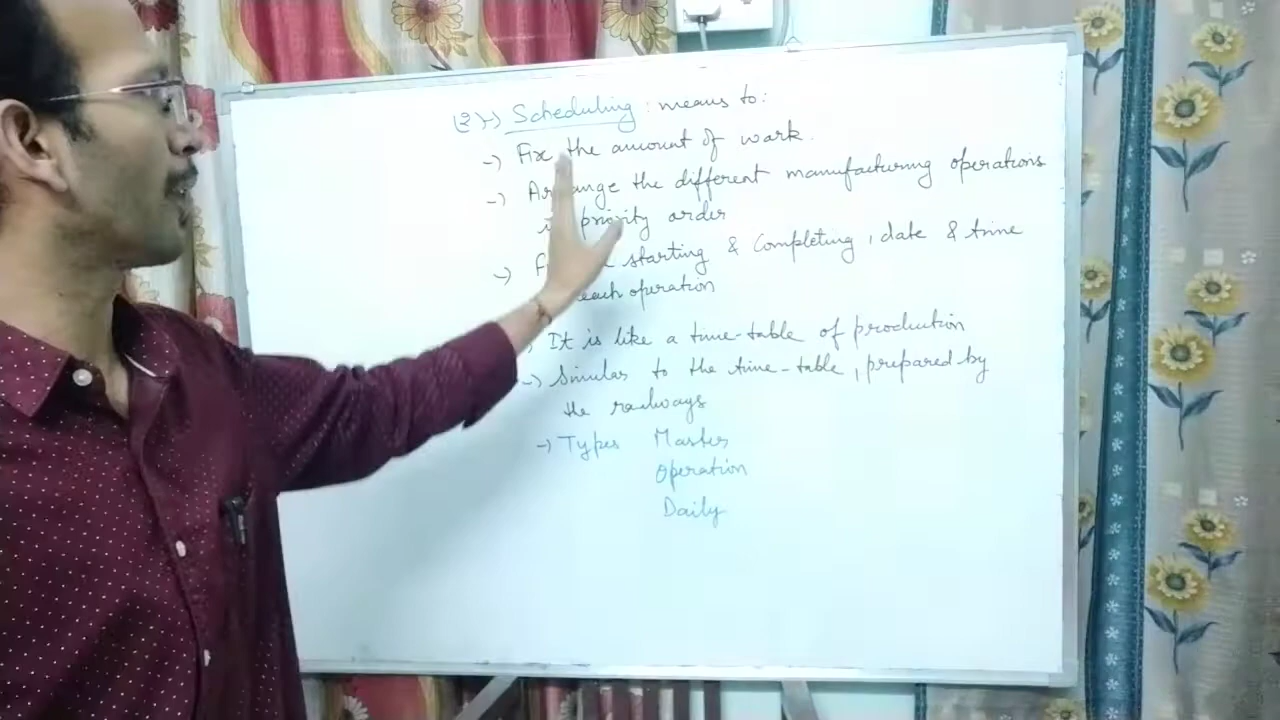 (2)→) Scheduling : means to:
→) Fix the amount of work.
→) Arrange the different manufacturing operations
priority order
→) starting & Completing, date & time
each operation
It is like a time-table of production
→) Similar to the time-table, prepared by
the railways
→) Types Master
Operation
Daily